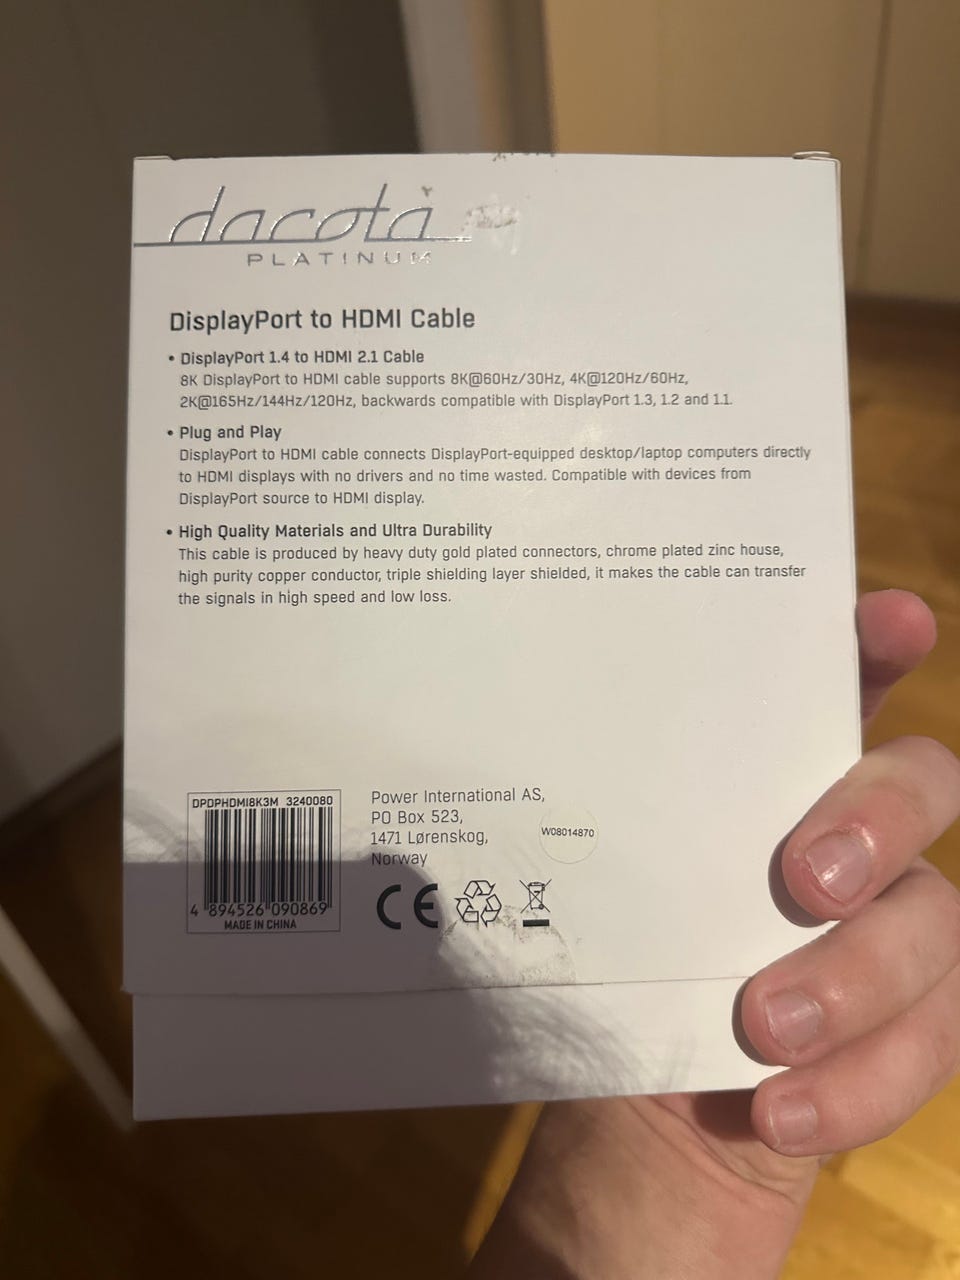 dacota
PLATINUM
DisplayPort to HDMI Cable
• DisplayPort 1.4 to HDMI 2.1 Cable
8K DisplayPort to HDMI cable supports 8K@60Hz/30Hz, 4K@120Hz/60Hz,
2K@165Hz/144Hz/120Hz, backwards compatible with DisplayPort 1.3, 1.2 and 1.1.
• Plug and Play
DisplayPort to HDMI cable connects DisplayPort-equipped desktop/laptop computers directly
to HDMI displays with no drivers and no time wasted. Compatible with devices from
DisplayPort source to HDMI display.
• High Quality Materials and Ultra Durability
This cable is produced by heavy duty gold plated connectors, chrome plated zinc house,
high purity copper conductor, triple shielding layer shielded, it makes the cable can transfer
the signals in high speed and low loss.
DPDPHDMI8K3M 3240080
4 894526 090869
MADE IN CHINA
Power International AS,
PO Box 523,
1471 Lørenskog,
Norway
W08014870
CE